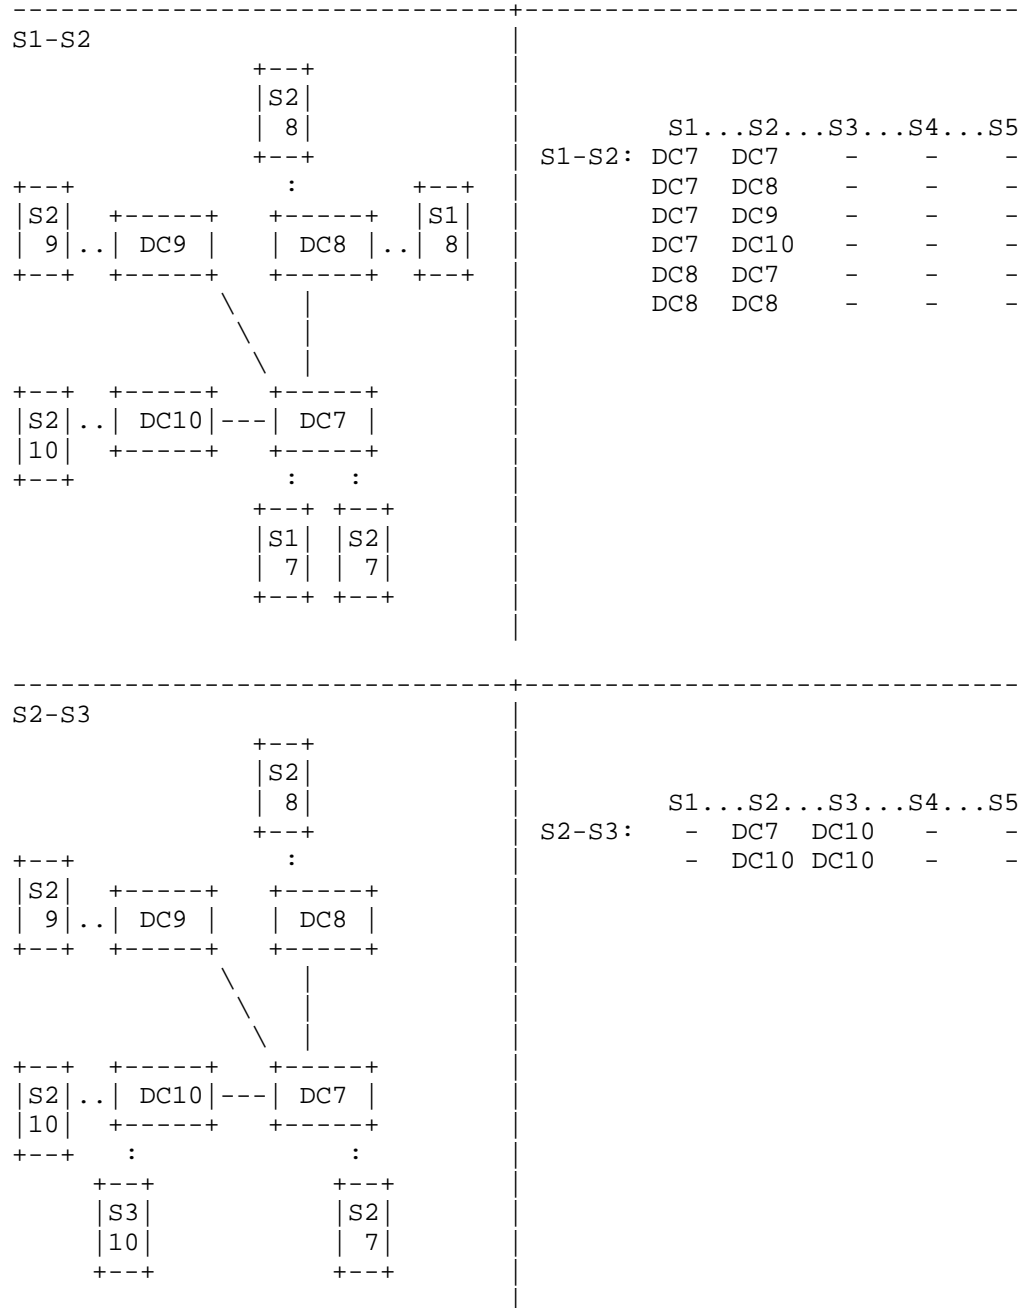 -------------------------------+-------------------------------
S1-S2                          |
               +--+            |
               |S2|            |
               | 8|            |         S1...S2...S3...S4...S5
               +--+            | S1-S2: DC7  DC7    -    -    -
+--+             :       +--+  |        DC7  DC8    -    -    -
|S2|  +-----+   +-----+  |S1|  |        DC7  DC9    -    -    -
| 9|..| DC9 |   | DC8 |..| 8|  |        DC7  DC10   -    -    -
+--+  +-----+   +-----+  +--+  |        DC8  DC7    -    -    -
             \    |            |        DC8  DC8    -    -    -
              \   |            |
               \  |            |
+--+  +-----+   +-----+        |
|S2|..| DC10|---| DC7 |        |
|10|  +-----+   +-----+        |
+--+             :   :         |
               +--+ +--+       |
               |S1| |S2|       |
               | 7| | 7|       |
               +--+ +--+       |
                               |
-------------------------------+-------------------------------
S2-S3                          |
               +--+            |
               |S2|            |
               | 8|            |         S1...S2...S3...S4...S5
               +--+            | S2-S3:   -  DC7  DC10   -    -
+--+             :             |          -  DC10 DC10   -    -
|S2|  +-----+   +-----+        |
| 9|..| DC9 |   | DC8 |        |
+--+  +-----+   +-----+        |
             \    |            |
              \   |            |
               \  |            |
+--+  +-----+   +-----+        |
|S2|..| DC10|---| DC7 |        |
|10|  +-----+   +-----+        |
+--+   :             :         |
     +--+           +--+       |
     |S3|           |S2|       |
     |10|           | 7|       |
     +--+           +--+       |
                               |